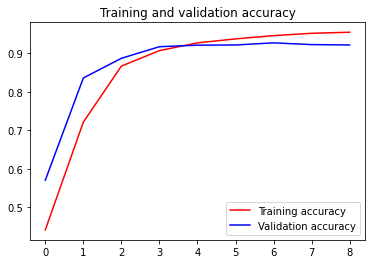 Training and validation accuracy
0.9
0.8
0.7
0.6
0.5
Training accuracy
Validation accuracy
0 1 2 3 4 5 6 7 8